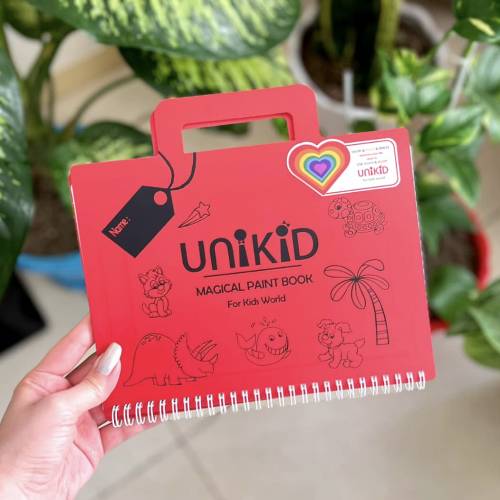 Name:
UNIKID
UNIKID
MAGICAL PAINT BOOK
For Kids World